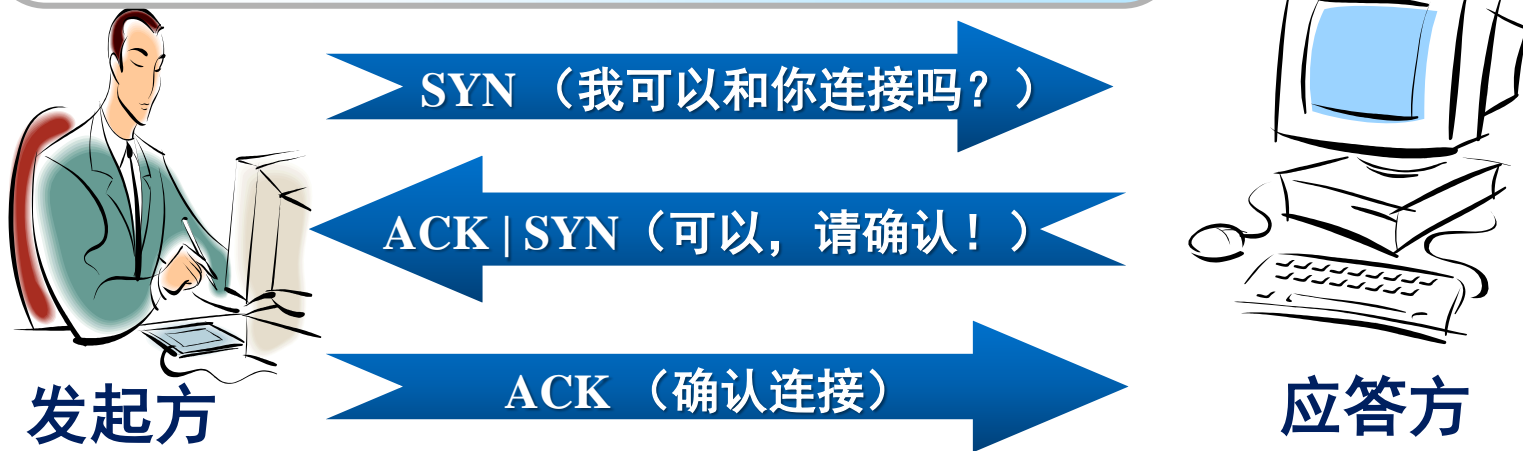 SYN （我可以和你连接吗？）
ACK | SYN（可以，请确认！）
ACK （确认连接）
发起方
应答方